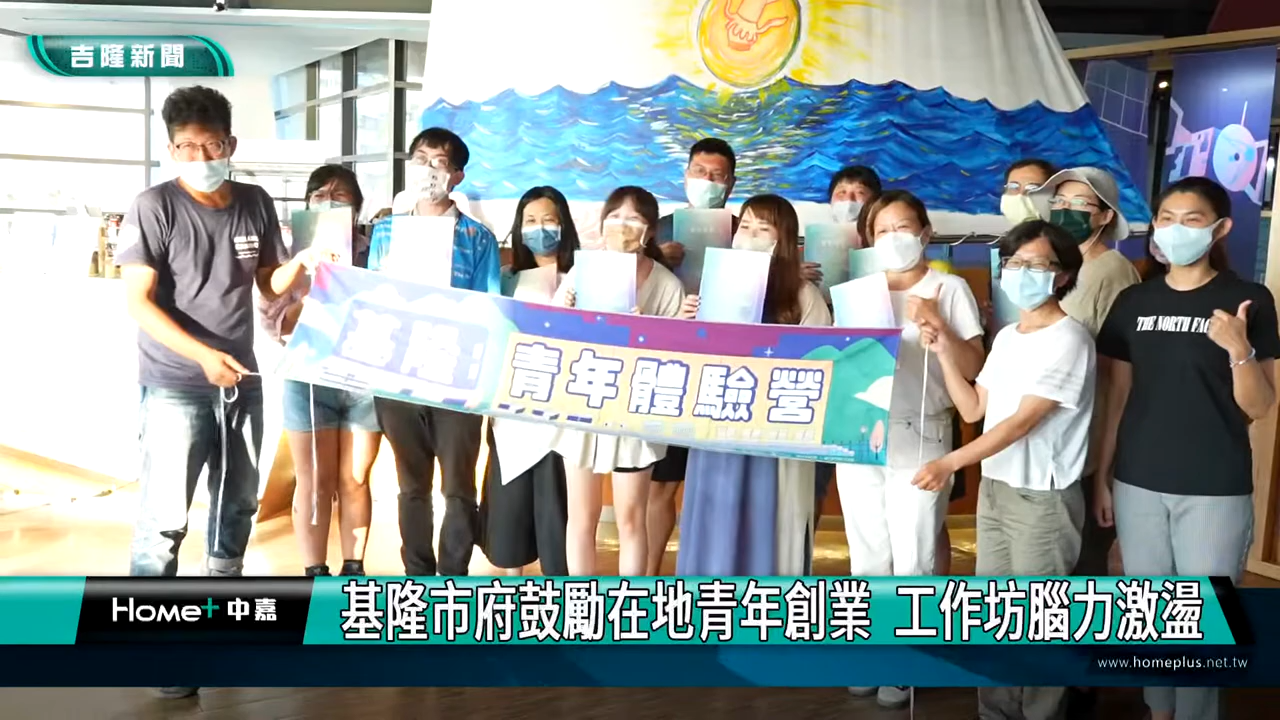 吉隆新聞
基隆!
青年體驗營
THE NORTH FAC
Home+ 中嘉
基隆市府鼓勵在地青年創業 工作坊腦力激盪
www.homeplus.net.tw